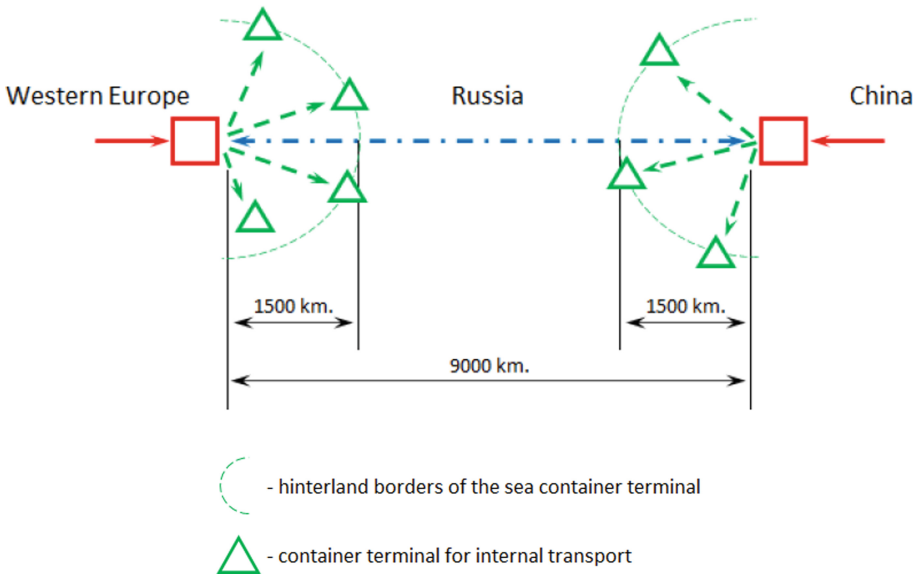 Western Europe
Russia
China
1500 km.
1500 km.
9000 km.
- hinterland borders of the sea container terminal
- container terminal for internal transport